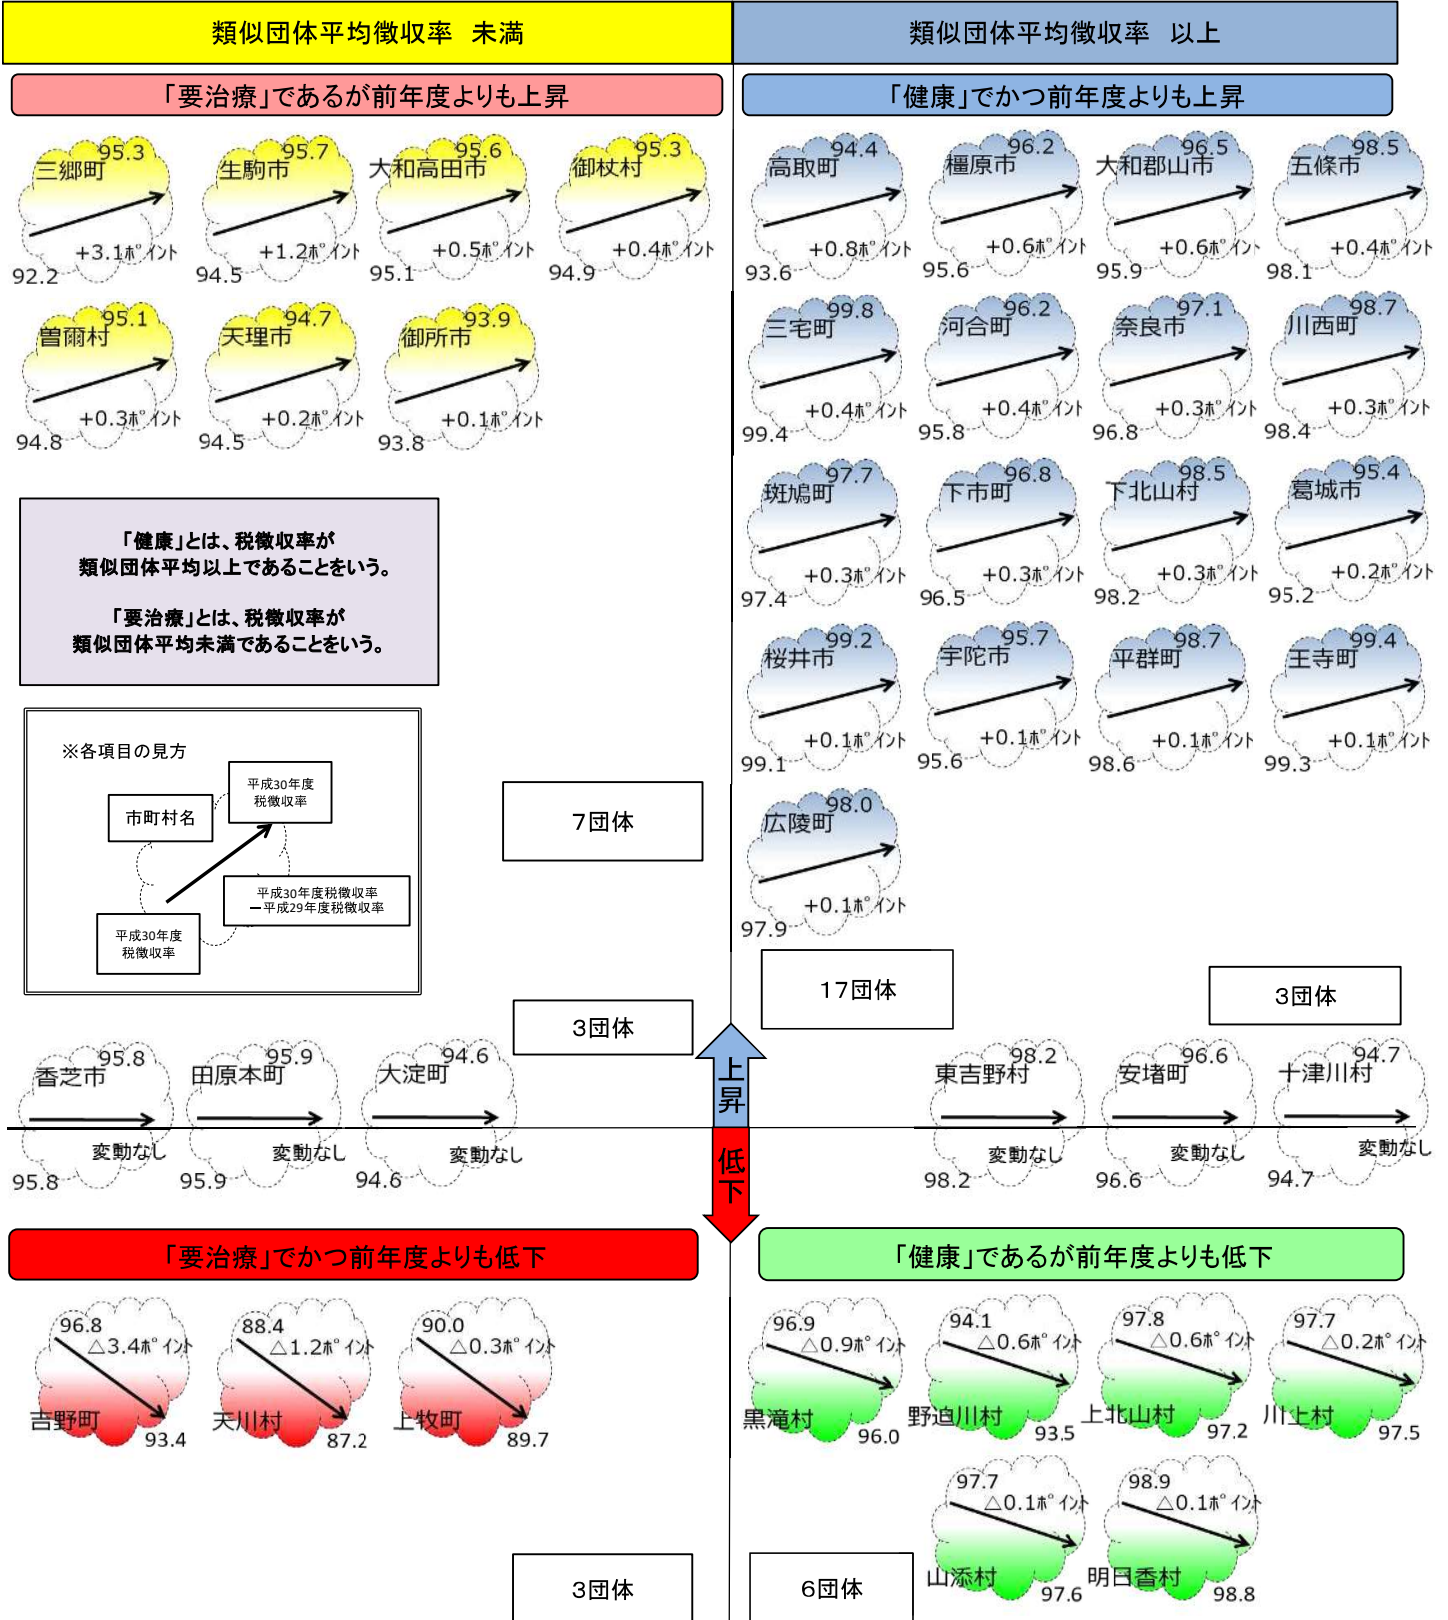 類似団体平均徴収率　未満
類似団体平均徴収率　以上
「要治療」であるが前年度よりも上昇
「健康」でかつ前年度よりも上昇
三郷町 95.3
+3.1ポイント
92.2
生駒市 95.7
+1.2ポイント
94.5
大和高田市 95.6
+0.5ポイント
95.1
御杖村 95.3
+0.4ポイント
94.9
曽爾村 95.1
+0.3ポイント
94.8
天理市 94.7
+0.2ポイント
94.5
御所市 93.9
+0.1ポイント
93.8
「健康」とは、税徴収率が
類似団体平均以上であることをいう。
「要治療」とは、税徴収率が
類似団体平均未満であることをいう。
※各項目の見方
平成30年度
税徴収率
市町村名
平成30年度税徴収率
ー平成29年度税徴収率
平成30年度
税徴収率
7団体
高取町 94.4
+0.8ポイント
93.6
橿原市 96.2
+0.6ポイント
95.6
大和郡山市 96.5
+0.6ポイント
95.9
五條市 98.5
+0.4ポイント
98.1
三宅町 99.8
+0.4ポイント
99.4
河合町 96.2
+0.4ポイント
95.8
奈良市 97.1
+0.3ポイント
96.8
川西町 98.7
+0.3ポイント
98.4
斑鳩町 97.7
+0.3ポイント
97.4
下市町 96.8
+0.3ポイント
96.5
下北山村 98.5
+0.3ポイント
98.2
葛城市 95.4
+0.2ポイント
95.2
桜井市 99.2
+0.1ポイント
99.1
宇陀市 95.7
+0.1ポイント
95.6
平群町 98.7
+0.1ポイント
98.6
王寺町 99.4
+0.1ポイント
99.3
広陵町 98.0
+0.1ポイント
97.9
17団体
3団体
3団体
香芝市 95.8
変動なし
95.8
田原本町 95.9
変動なし
95.9
大淀町 94.6
変動なし
94.6
上昇
低下
東吉野村 98.2
変動なし
98.2
安堵町 96.6
変動なし
96.6
十津川村 94.7
変動なし
94.7
「要治療」でかつ前年度よりも低下
「健康」であるが前年度よりも低下
96.8
△3.4ポイント
吉野町
93.4
88.4
△1.2ポイント
天川村
87.2
90.0
△0.3ポイント
上牧町
89.7
96.9
△0.9ポイント
黒滝村
96.0
94.1
△0.6ポイント
野迫川村
93.5
97.8
△0.6ポイント
上北山村
97.2
97.7
△0.2ポイント
川上村
97.5
97.7
△0.1ポイント
山添村
97.6
98.9
△0.1ポイント
明日香村
98.8
3団体
6団体